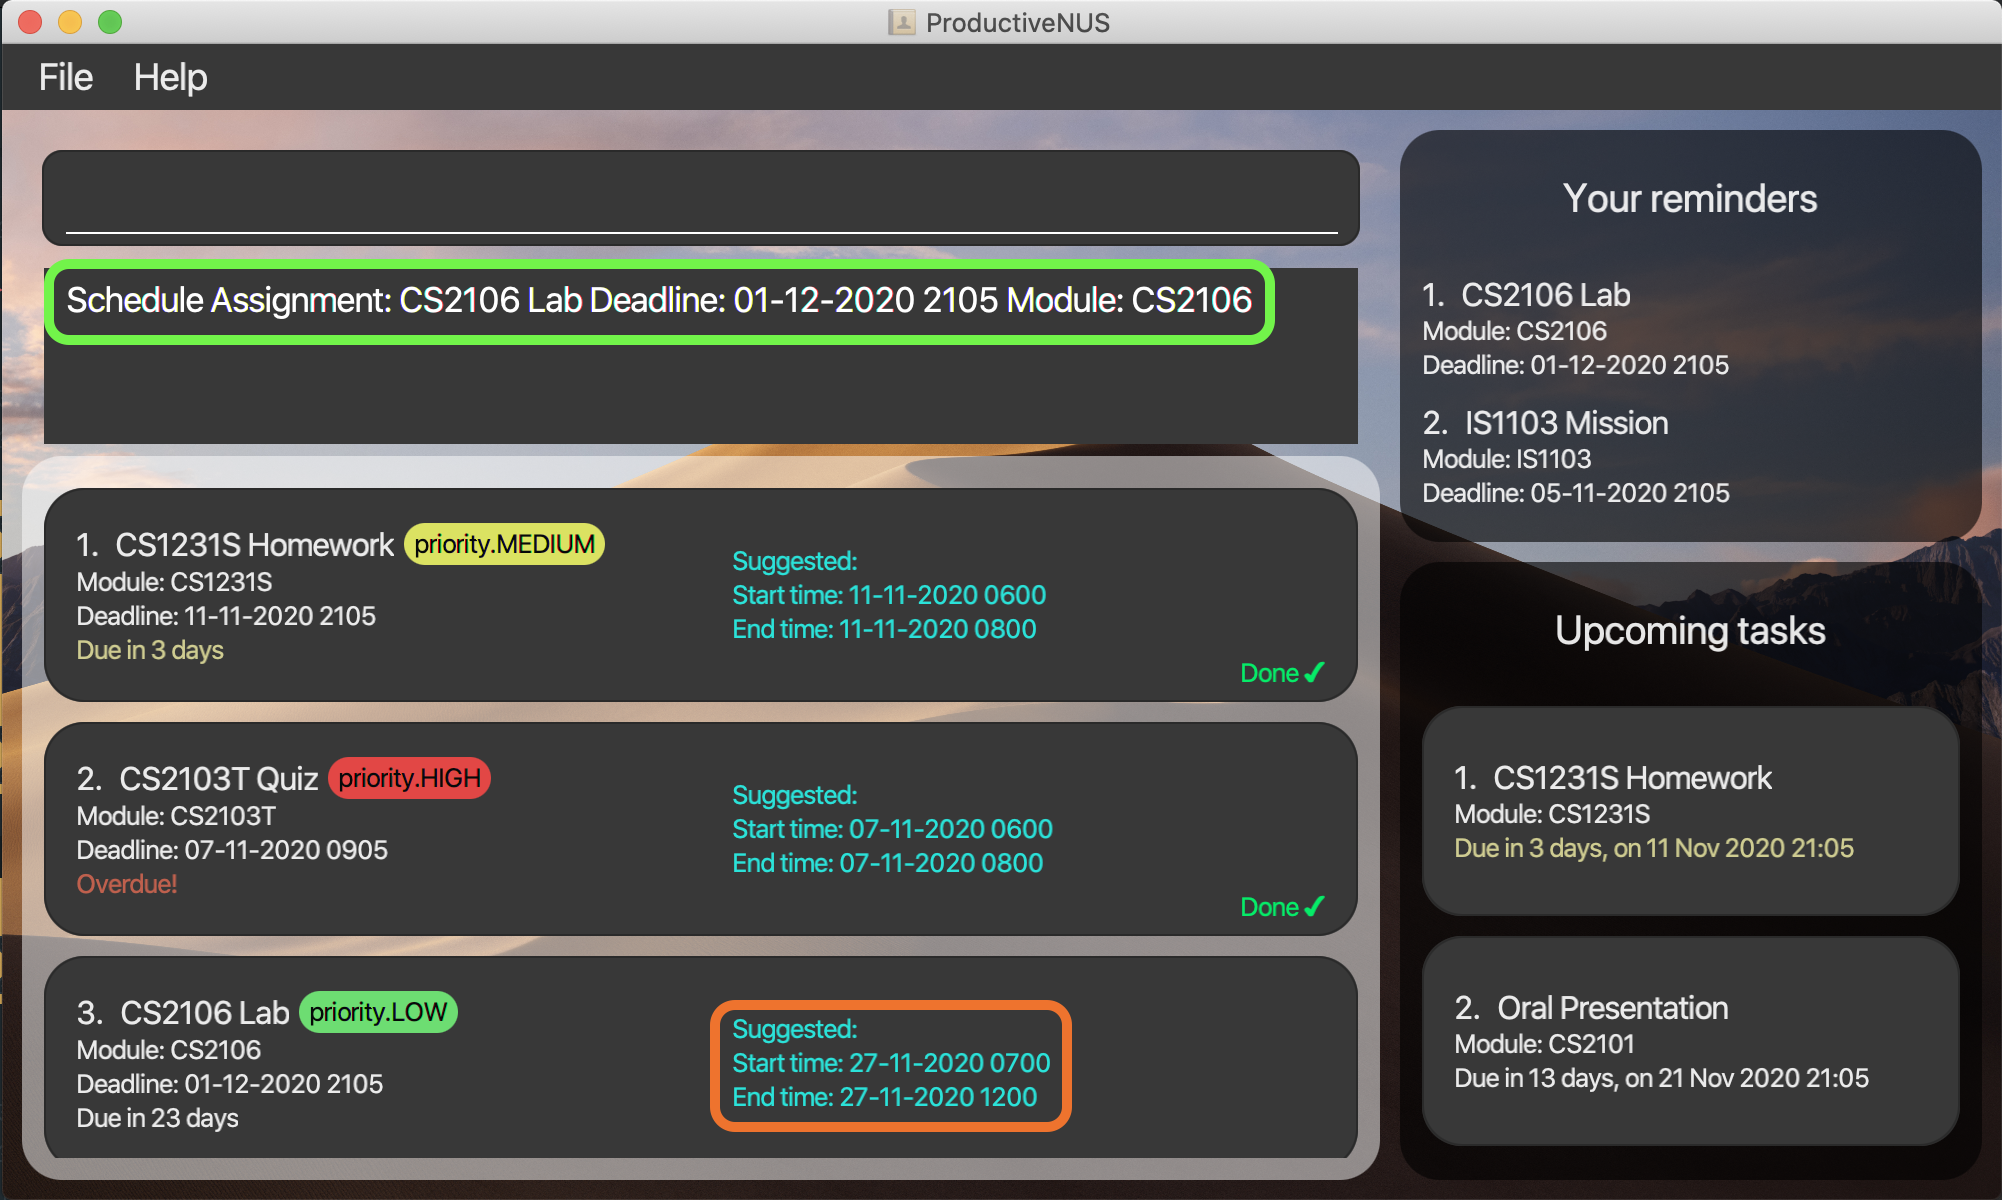 ProductiveNUS
File Help
Schedule Assignment: CS2106 Lab Deadline: 01-12-2020 2105 Module: CS2106
1. CS1231S Homework priority.MEDIUM
Module: CS1231S
Deadline: 11-11-2020 2105
Due in 3 days
Suggested:
Start time: 11-11-2020 0600
End time: 11-11-2020 0800
Done ✓
2. CS2103T Quiz priority.HIGH
Module: CS2103T
Deadline: 07-11-2020 0905
Overdue!
Suggested:
Start time: 07-11-2020 0600
End time: 07-11-2020 0800
Done ✓
3. CS2106 Lab priority.LOW
Module: CS2106
Deadline: 01-12-2020 2105
Due in 23 days
Suggested:
Start time: 27-11-2020 0700
End time: 27-11-2020 1200
Your reminders
1. CS2106 Lab
Module: CS2106
Deadline: 01-12-2020 2105
2. IS1103 Mission
Module: IS1103
Deadline: 05-11-2020 2105
Upcoming tasks
1. CS1231S Homework
Module: CS1231S
Due in 3 days, on 11 Nov 2020 21:05
2. Oral Presentation
Module: CS2101
Due in 13 days, on 21 Nov 2020 21:05